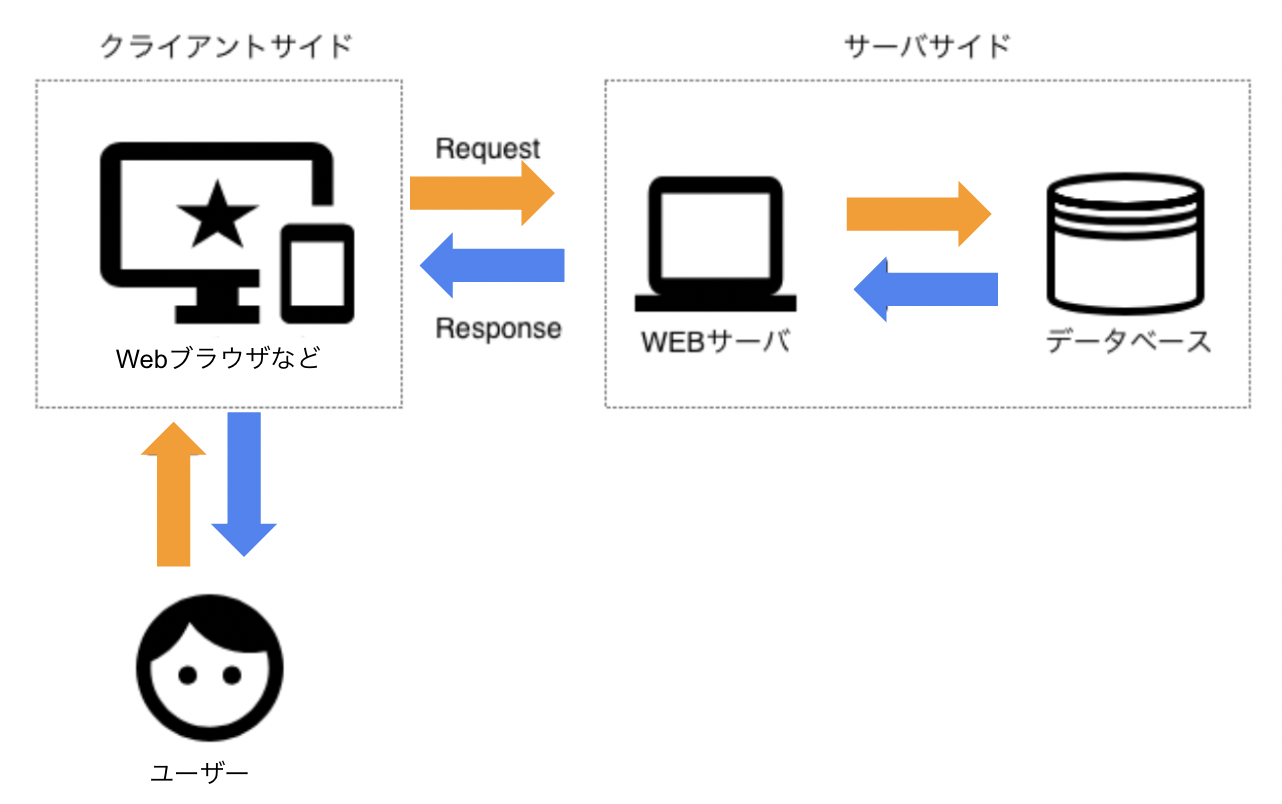 クライアントサイド
サーバサイド
Request
Response
Webブラウザなど
WEBサーバ
データベース
ユーザー